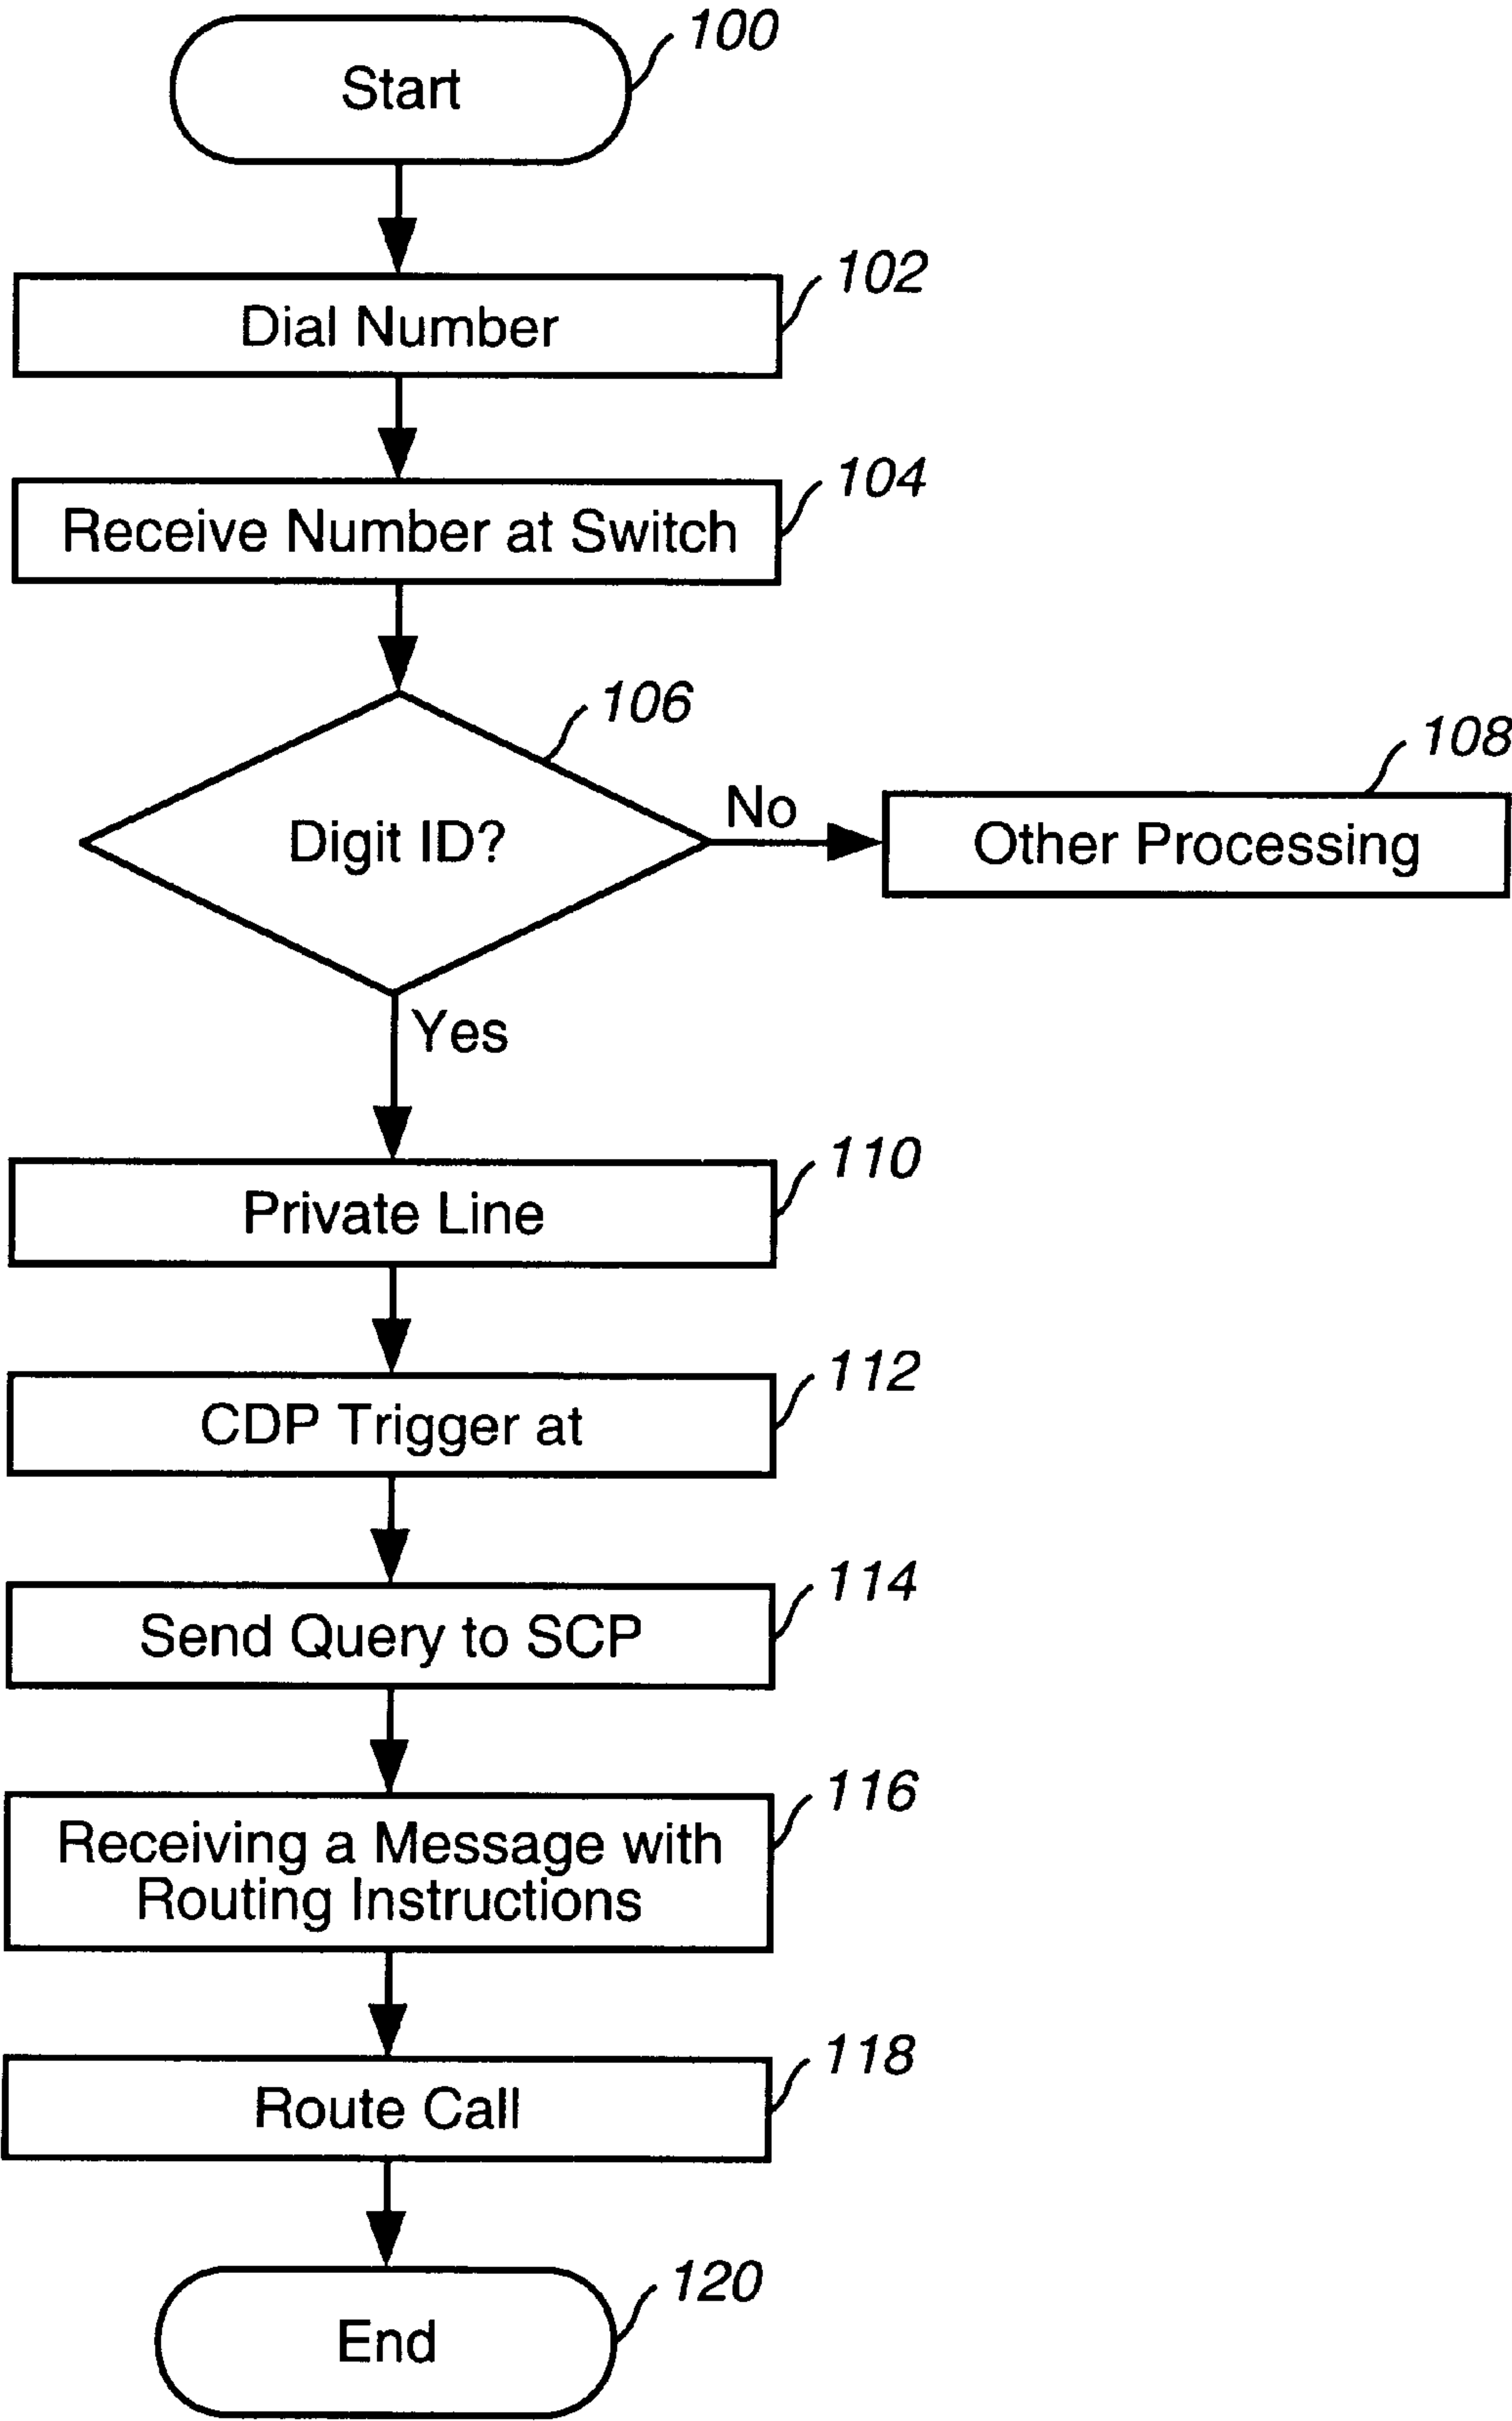 100
Start
102
Dial Number
104
Receive Number at Switch
106
Digit ID?
No
108
Other Processing
Yes
110
Private Line
112
CDP Trigger at
114
Send Query to SCP
116
Receiving a Message with
Routing Instructions
118
Route Call
120
End